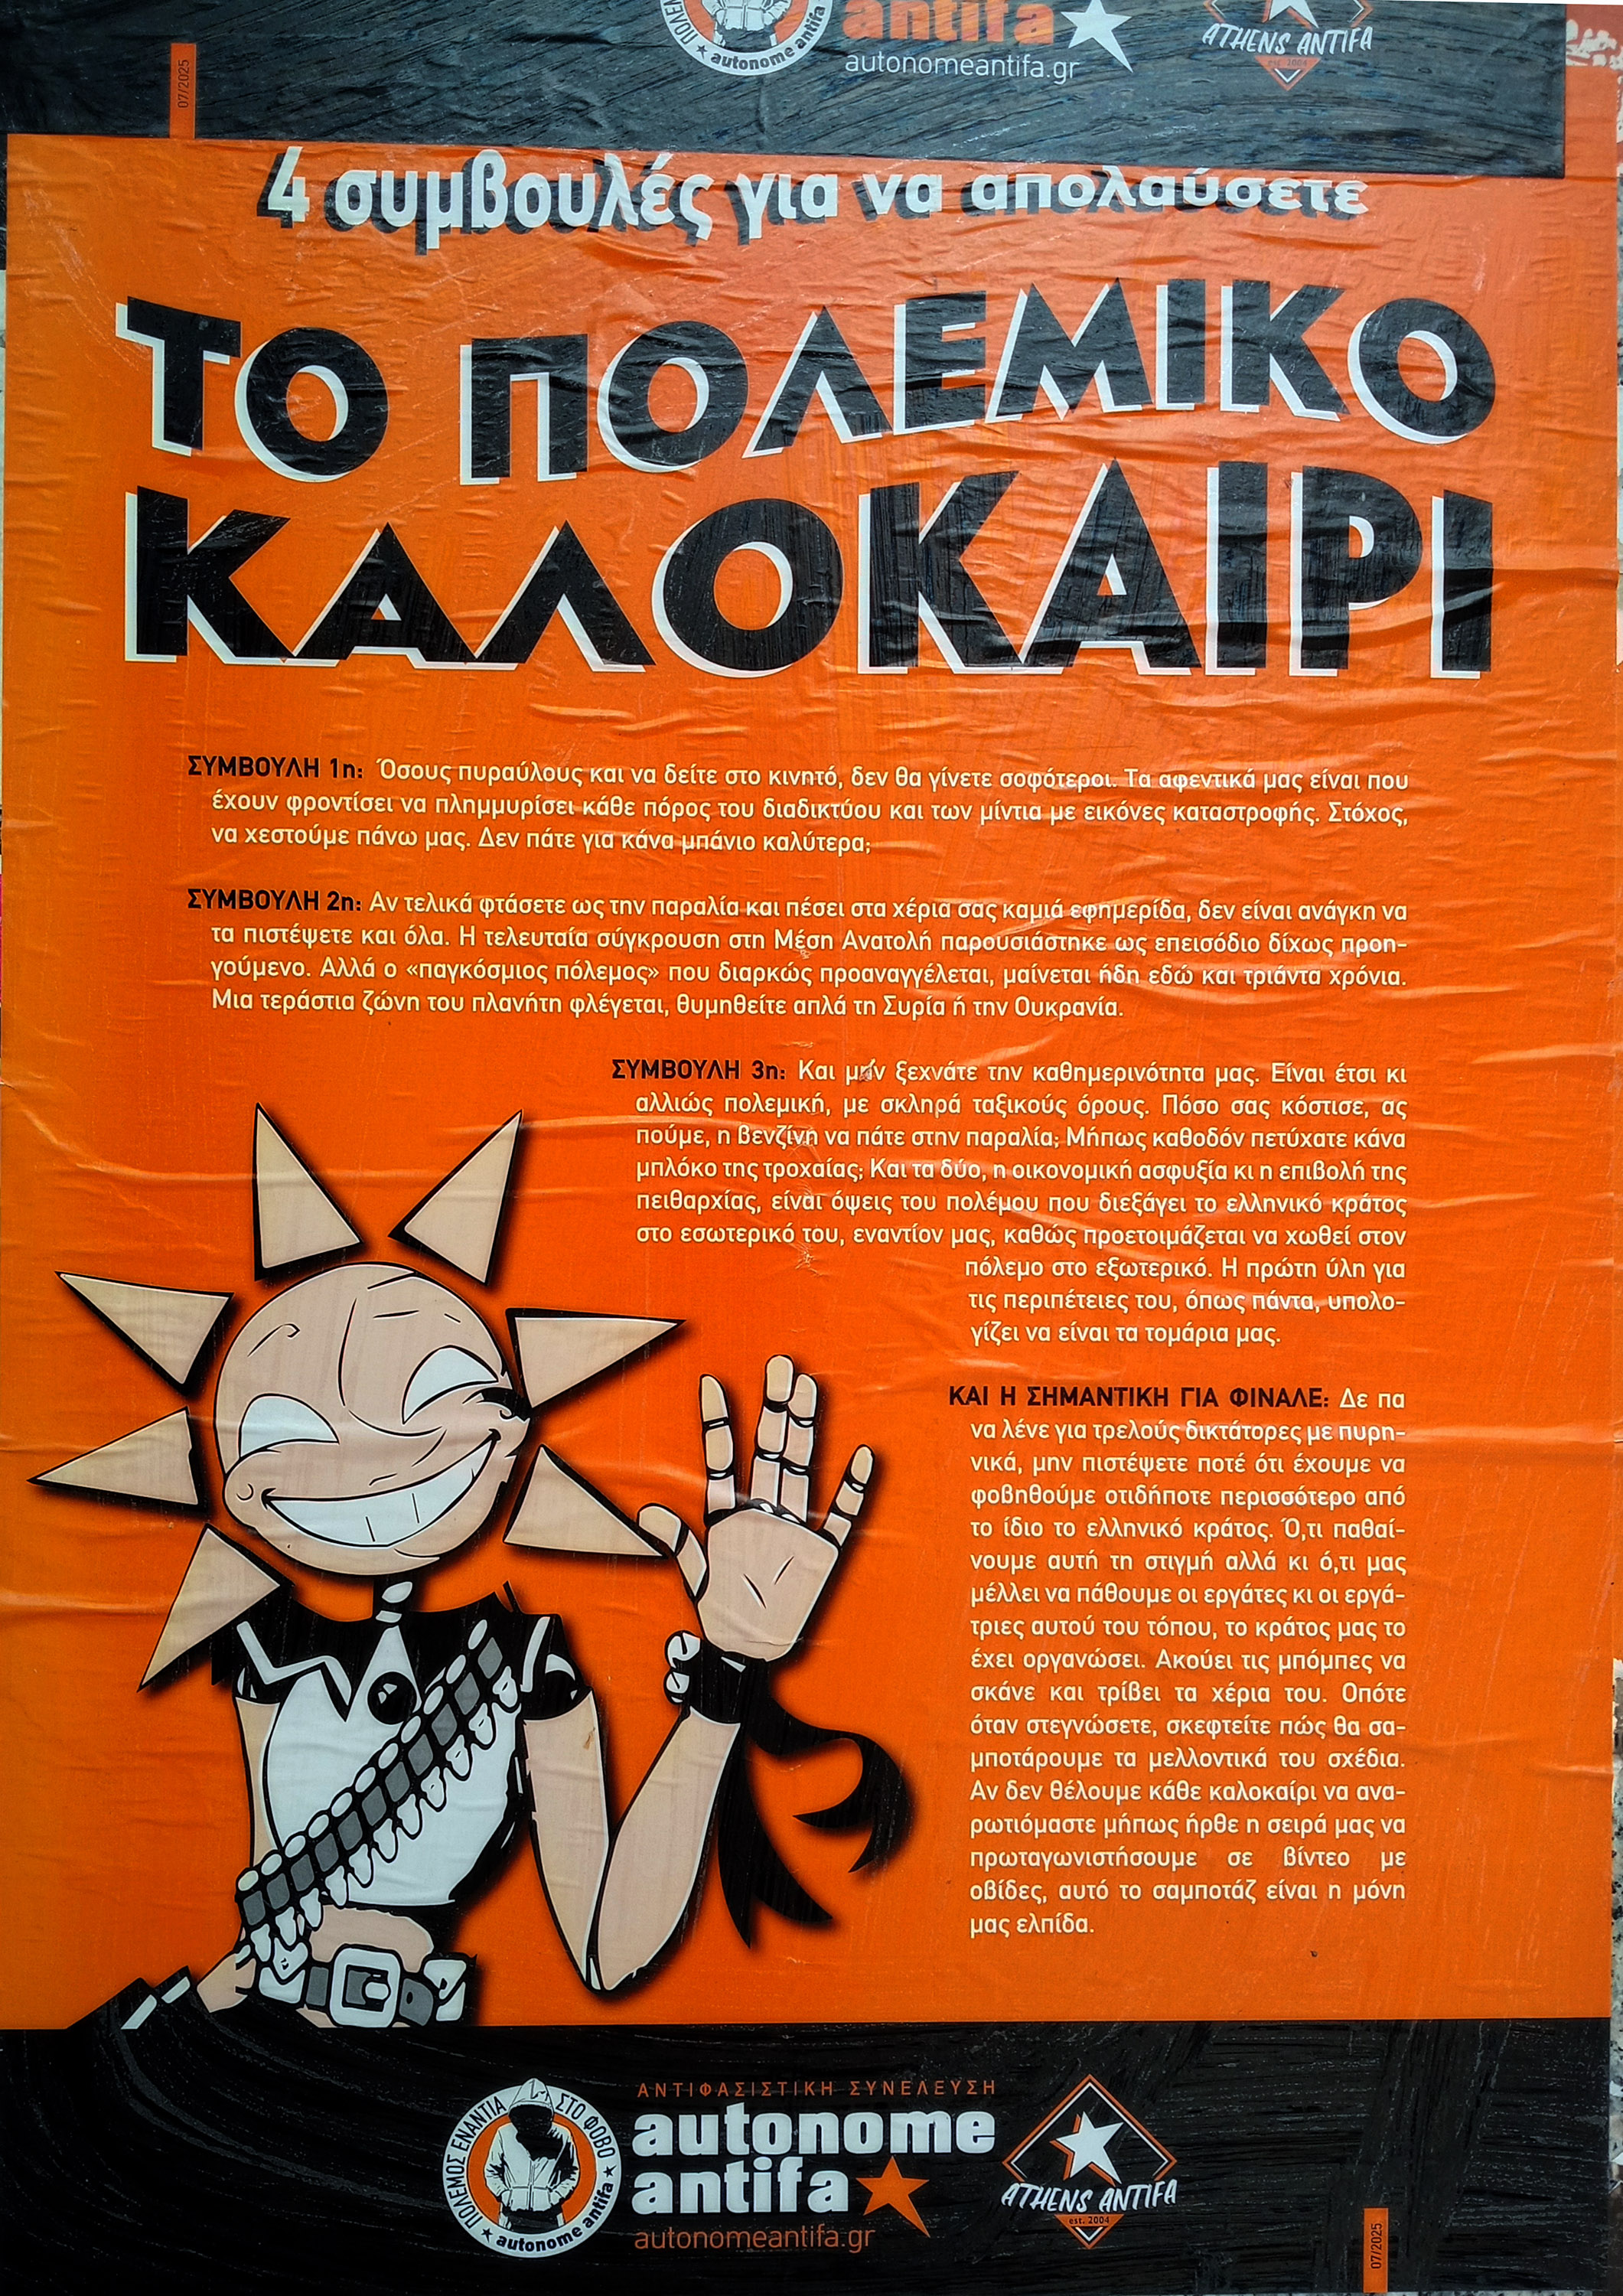 ΠΟΛΕΜ
autonome antifa
antifa
autonomeantifa.gr
ATHENS ANTIFA
est. 2004
07/2025
4 συμβουλές για να απολαύσετε
ΤΟ ΠΟΛΕΜΙΚΟ
ΚΑΛΟΚΑΙΡΙ
ΣΥΜΒΟΥΛΗ 1η: Όσους πυραύλους και να δείτε στο κινητό, δεν θα γίνετε σοφότεροι. Τα αφεντικά μας είναι που
έχουν φροντίσει να πλημμυρίσει κάθε πόρος του διαδικτύου και των μίντια με εικόνες καταστροφής. Στόχος,
να χεστούμε πάνω μας. Δεν πάτε για κάνα μπάνιο καλύτερα;
ΣΥΜΒΟΥΛΗ 2η: Αν τελικά φτάσετε ως την παραλία και πέσει στα χέρια σας καμιά εφημερίδα, δεν είναι ανάγκη να
τα πιστέψετε και όλα. Η τελευταία σύγκρουση στη Μέση Ανατολή παρουσιάστηκε ως επεισόδιο δίχως προη-
γούμενο. Αλλά ο «παγκόσμιος πόλεμος» που διαρκώς προαναγγέλεται, μαίνεται ήδη εδώ και τριάντα χρόνια.
Μια τεράστια ζώνη του πλανήτη φλέγεται, θυμηθείτε απλά τη Συρία ή την Ουκρανία.
ΣΥΜΒΟΥΛΗ 3η: Και μην ξεχνάτε την καθημερινότητα μας. Είναι έτσι κι
αλλιώς πολεμική, με σκληρά ταξικούς όρους. Πόσο σας κόστισε, ας
πούμε, η βενζίνη να πάτε στην παραλία; Μήπως καθοδόν πετύχατε κάνα
μπλόκο της τροχαίας; Και τα δύο, η οικονομική ασφυξία κι η επιβολή της
πειθαρχίας, είναι όψεις του πολέμου που διεξάγει το ελληνικό κράτος
στο εσωτερικό του, εναντίον μας, καθώς προετοιμάζεται να χωθεί στον
πόλεμο στο εξωτερικό. Η πρώτη ύλη για
τις περιπέτειες του, όπως πάντα, υπολο-
γίζει να είναι τα τομάρια μας.
ΚΑΙ Η ΣΗΜΑΝΤΙΚΗ ΓΙΑ ΦΙΝΑΛΕ: Δε πα
να λένε για τρελούς δικτάτορες με πυρη-
νικά, μην πιστέψετε ποτέ ότι έχουμε να
φοβηθούμε οτιδήποτε περισσότερο από
το ίδιο το ελληνικό κράτος. Ό,τι παθαί-
νουμε αυτή τη στιγμή αλλά κι ό,τι μας
μέλλει να πάθουμε οι εργάτες κι οι εργά-
τριες αυτού του τόπου, το κράτος μας το
έχει οργανώσει. Ακούει τις μπόμπες να
σκάνε και τρίβει τα χέρια του. Οπότε
όταν στεγνώσετε, σκεφτείτε πώς θα σα-
μποτάρουμε τα μελλοντικά του σχέδια.
Αν δεν θέλουμε κάθε καλοκαίρι να ανα-
ρωτιόμαστε μήπως ήρθε η σειρά μας να
πρωταγωνιστήσουμε σε βίντεο με
οβίδες, αυτό το σαμποτάζ είναι η μόνη
μας ελπίδα.
ΠΟΛΕΜΟΣ ΕΝΑΝΤΙΑ ΣΤΟ ΦΟΒΟ
autonome antifa
ΑΝΤΙΦΑΣΙΣΤΙΚΗ ΣΥΝΕΛΕΥΣΗ
autonome
antifa
autonomeantifa.gr
ATHENS ANTIFA
est. 2004
07/2025